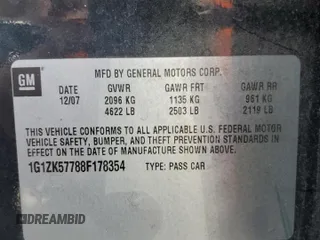 GM
MFD BY GENERAL MOTORS CORP.
DATE GVWR GAWR FRT GAWR RR
12/07 2096 KG 1135 KG 961 KG
4622 LB 2503 LB 2119 LB
THIS VEHICLE CONFORMS TO ALL APPLICABLE U.S. FEDERAL MOTOR
VEHICLE SAFETY, BUMPER, AND THEFT PREVENTION STANDARDS IN
EFFECT ON THE DATE OF MANUFACTURE SHOWN ABOVE.
1G1ZK57788F178354 TYPE: PASS CAR
© AUTOBIDCAR